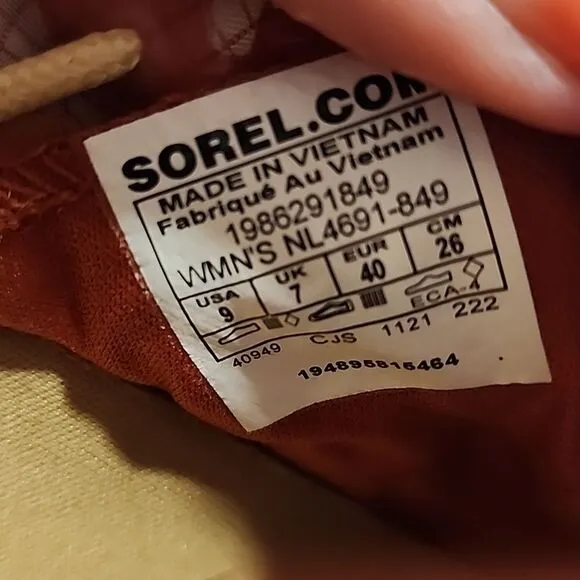 SOREL.COM
MADE IN VIETNAM
Fabriqué Au Vietnam
1986291849
WMN'S NL4691-849
USA UK EUR CM
9 7 40 26
ECA-4
40949 CJS 1121 222
194895815464